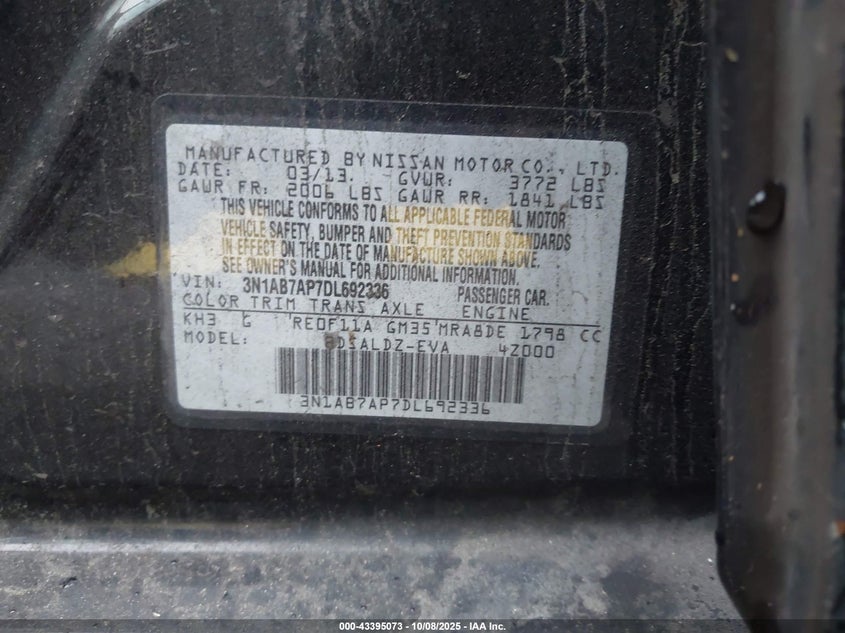 MANUFACTURED BY NISSAN MOTOR CO., LTD.
DATE: 03/13. GVWR: 3772 LBS
GAWR FR: 2006 LBS GAWR RR: 1841 LBS
THIS VEHICLE CONFORMS TO ALL APPLICABLE FEDERAL MOTOR
VEHICLE SAFETY, BUMPER AND THEFT PREVENTION STANDARDS
IN EFFECT ON THE DATE OF MANUFACTURE SHOWN ABOVE.
SEE OWNER'S MANUAL FOR ADDITIONAL INFORMATION.
VIN: 3N1AB7AP7DL692336 PASSENGER CAR.
COLOR TRIM TRANS AXLE ENGINE
KH3 G RE0F11A GM35 MRA8DE 1798 CC
MODEL: BDSALDZ-EVA 4Z000
3N1AB7AP7DL692336
000-43395073 - 10/08/2025 - IAA Inc.